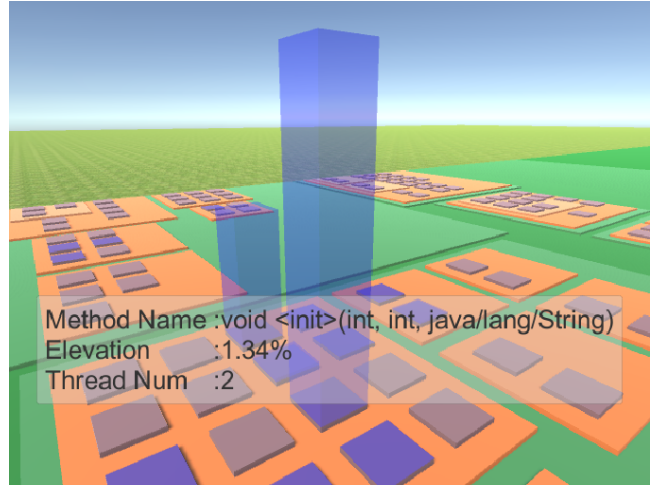 Method Name :void <init>(int, int, java/lang/String)
Elevation :1.34%
Thread Num :2